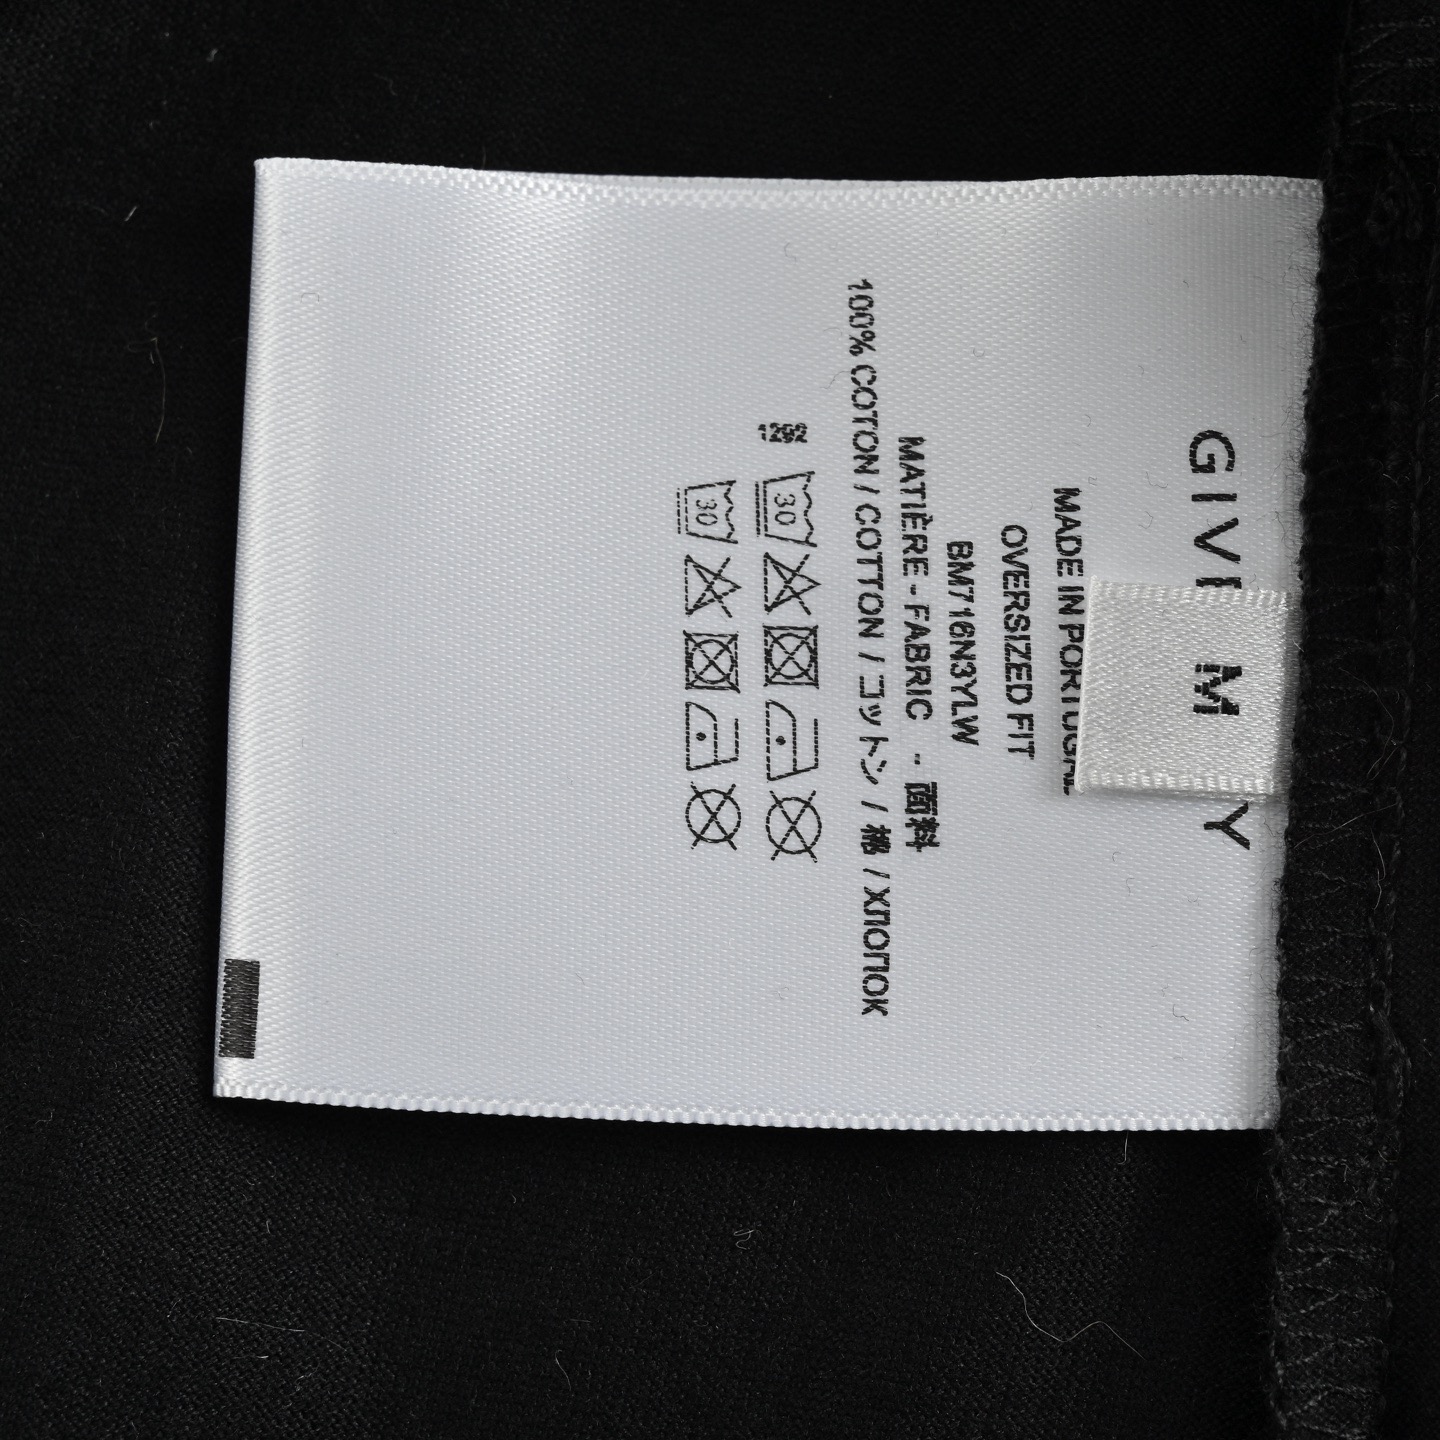 GIV Y
M
MADE IN PORTUGAL
OVERSIZED FIT
BM716N3YLW
MATIÈRE - FABRIC - 面料
100% COTON / COTTON / コットン / 棉 / ХЛОПОК
1292
30
30